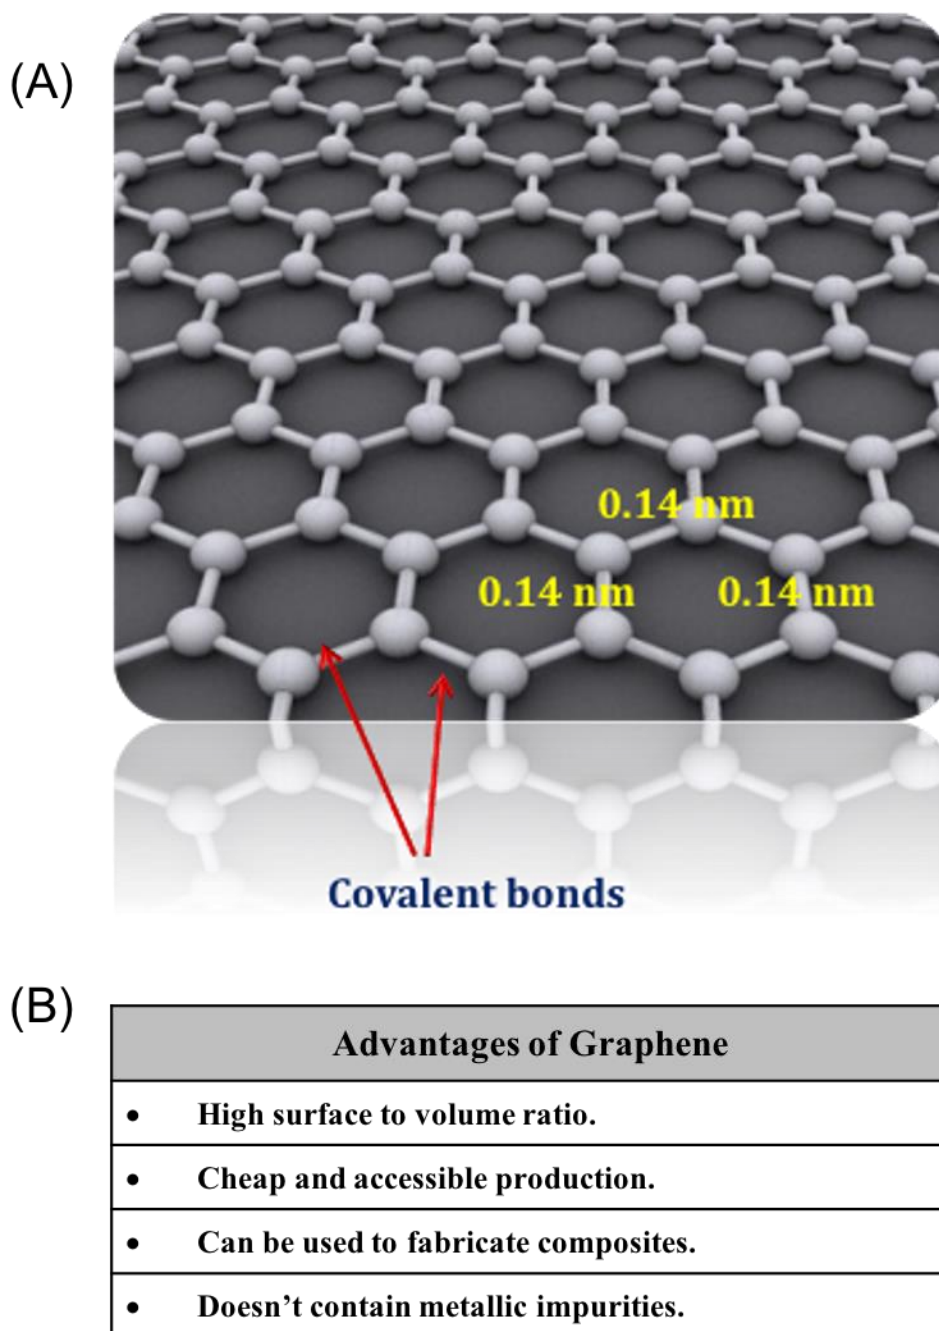 (A)
0.14 nm
0.14 nm 0.14 nm
Covalent bonds
(B)
Advantages of Graphene
• High surface to volume ratio.
• Cheap and accessible production.
• Can be used to fabricate composites.
• Doesn’t contain metallic impurities.